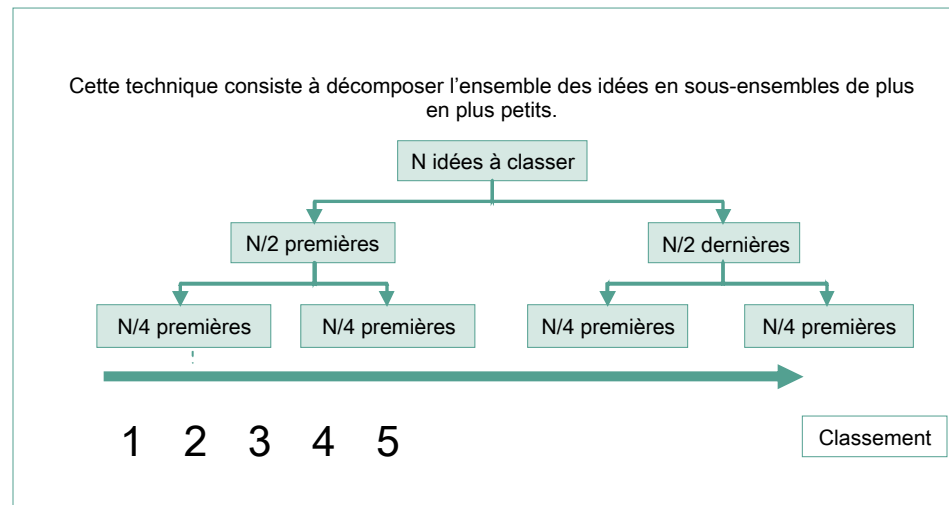 Cette technique consiste à décomposer l’ensemble des idées en sous-ensembles de plus
en plus petits.
N idées à classer
N/2 premières
N/2 dernières
N/4 premières
N/4 premières
N/4 premières
N/4 premières
1 2 3 4 5
Classement